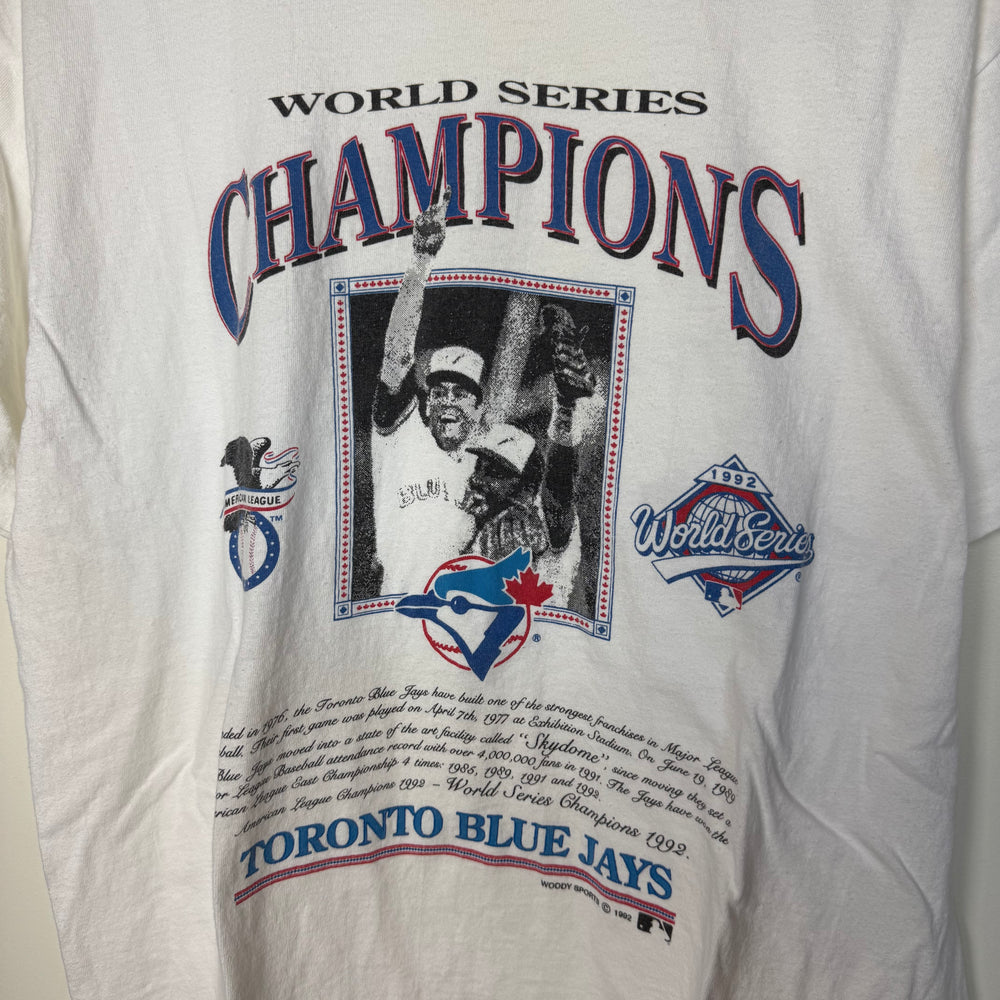 WORLD SERIES
CHAMPIONS
BLU
AMERICAN LEAGUE
TM
1992
World Series
®
®
ded in 1976, the Toronto Blue Jays have built one of the strongest franchises in Major League
ball. Their first game was played on April 7th, 1977 at Exhibition Stadium. On June 19, 1989
Blue Jays moved into a state of the art facility called "Skydome"; since moving they set a
or League Baseball attendance record with over 4,000,000 fans in 1991. The Jays have won the
rican League East Championship 4 times: 1985, 1989, 1991 and 1992.
American League Champions 1992 - World Series Champions 1992.
TORONTO BLUE JAYS
WOODY SPORTS © 1992